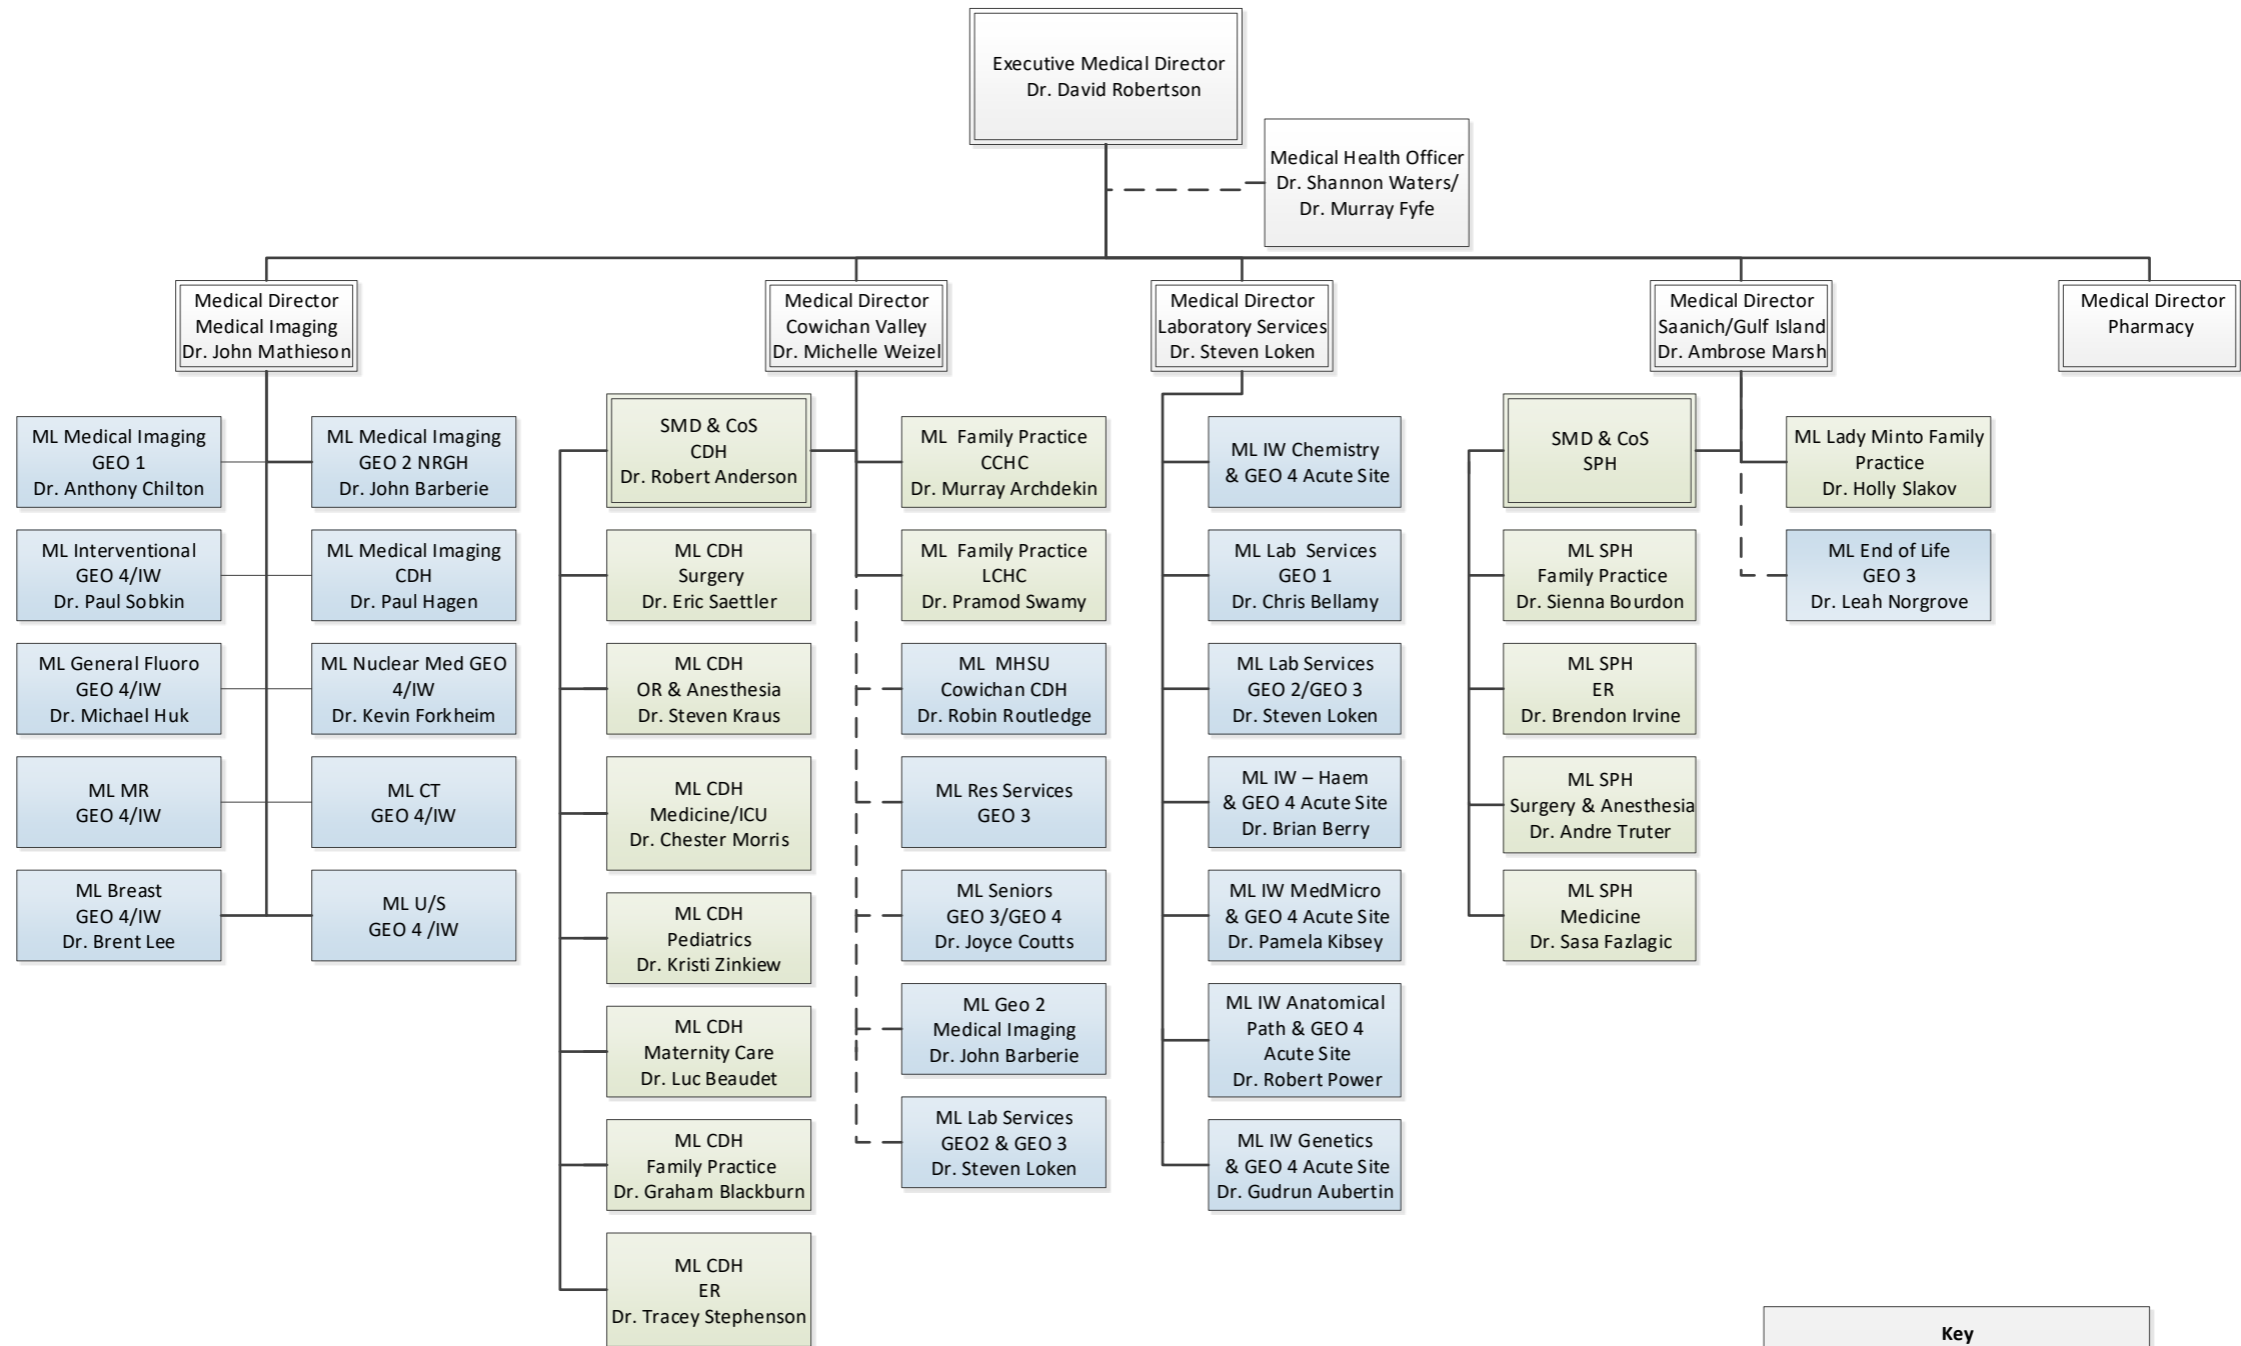 Executive Medical Director
Dr. David Robertson
Medical Health Officer
Dr. Shannon Waters/
Dr. Murray Fyfe
Medical Director
Medical Imaging
Dr. John Mathieson
Medical Director
Cowichan Valley
Dr. Michelle Weizel
Medical Director
Laboratory Services
Dr. Steven Loken
Medical Director
Saanich/Gulf Island
Dr. Ambrose Marsh
Medical Director
Pharmacy
ML Medical Imaging
GEO 1
Dr. Anthony Chilton
ML Medical Imaging
GEO 2 NRGH
Dr. John Barberie
ML Interventional
GEO 4/IW
Dr. Paul Sobkin
ML Medical Imaging
CDH
Dr. Paul Hagen
ML General Fluoro
GEO 4/IW
Dr. Michael Huk
ML Nuclear Med GEO
4/IW
Dr. Kevin Forkheim
ML MR
GEO 4/IW
ML CT
GEO 4/IW
ML Breast
GEO 4/IW
Dr. Brent Lee
ML U/S
GEO 4 /IW
SMD & CoS
CDH
Dr. Robert Anderson
ML CDH
Surgery
Dr. Eric Saettler
ML CDH
OR & Anesthesia
Dr. Steven Kraus
ML CDH
Medicine/ICU
Dr. Chester Morris
ML CDH
Pediatrics
Dr. Kristi Zinkiew
ML CDH
Maternity Care
Dr. Luc Beaudet
ML CDH
Family Practice
Dr. Graham Blackburn
ML CDH
ER
Dr. Tracey Stephenson
ML Family Practice
CCHC
Dr. Murray Archdekin
ML Family Practice
LCHC
Dr. Pramod Swamy
ML MHSU
Cowichan CDH
Dr. Robin Routledge
ML Res Services
GEO 3
ML Seniors
GEO 3/GEO 4
Dr. Joyce Coutts
ML Geo 2
Medical Imaging
Dr. John Barberie
ML Lab Services
GEO2 & GEO 3
Dr. Steven Loken
ML IW Chemistry
& GEO 4 Acute Site
ML Lab Services
GEO 1
Dr. Chris Bellamy
ML Lab Services
GEO 2/GEO 3
Dr. Steven Loken
ML IW – Haem
& GEO 4 Acute Site
Dr. Brian Berry
ML IW MedMicro
& GEO 4 Acute Site
Dr. Pamela Kibsey
ML IW Anatomical
Path & GEO 4
Acute Site
Dr. Robert Power
ML IW Genetics
& GEO 4 Acute Site
Dr. Gudrun Aubertin
SMD & CoS
SPH
ML SPH
Family Practice
Dr. Sienna Bourdon
ML SPH
ER
Dr. Brendon Irvine
ML SPH
Surgery & Anesthesia
Dr. Andre Truter
ML SPH
Medicine
Dr. Sasa Fazlagic
ML Lady Minto Family
Practice
Dr. Holly Slakov
ML End of Life
GEO 3
Dr. Leah Norgrove
Key